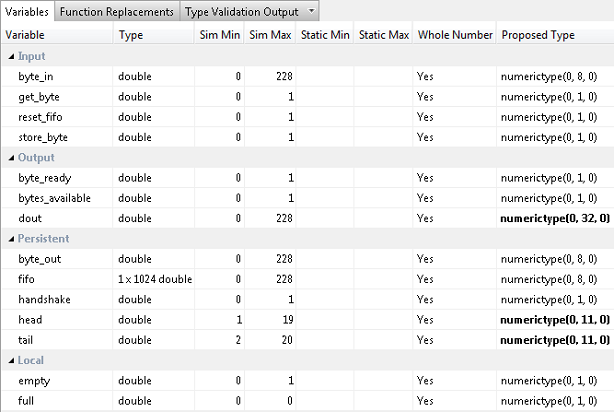 Variables Function Replacements Type Validation Output
Variable Type Sim Min Sim Max Static Min Static Max Whole Number Proposed Type
Input
byte_in double 0 228 Yes numerictype(0, 8, 0)
get_byte double 0 1 Yes numerictype(0, 1, 0)
reset_fifo double 0 1 Yes numerictype(0, 1, 0)
store_byte double 0 1 Yes numerictype(0, 1, 0)
Output
byte_ready double 0 1 Yes numerictype(0, 1, 0)
bytes_available double 0 1 Yes numerictype(0, 1, 0)
dout double 0 228 Yes numerictype(0, 32, 0)
Persistent
byte_out double 0 228 Yes numerictype(0, 8, 0)
fifo 1 x 1024 double 0 228 Yes numerictype(0, 8, 0)
handshake double 0 1 Yes numerictype(0, 1, 0)
head double 1 19 Yes numerictype(0, 11, 0)
tail double 2 20 Yes numerictype(0, 11, 0)
Local
empty double 0 1 Yes numerictype(0, 1, 0)
full double 0 0 Yes numerictype(0, 1, 0)